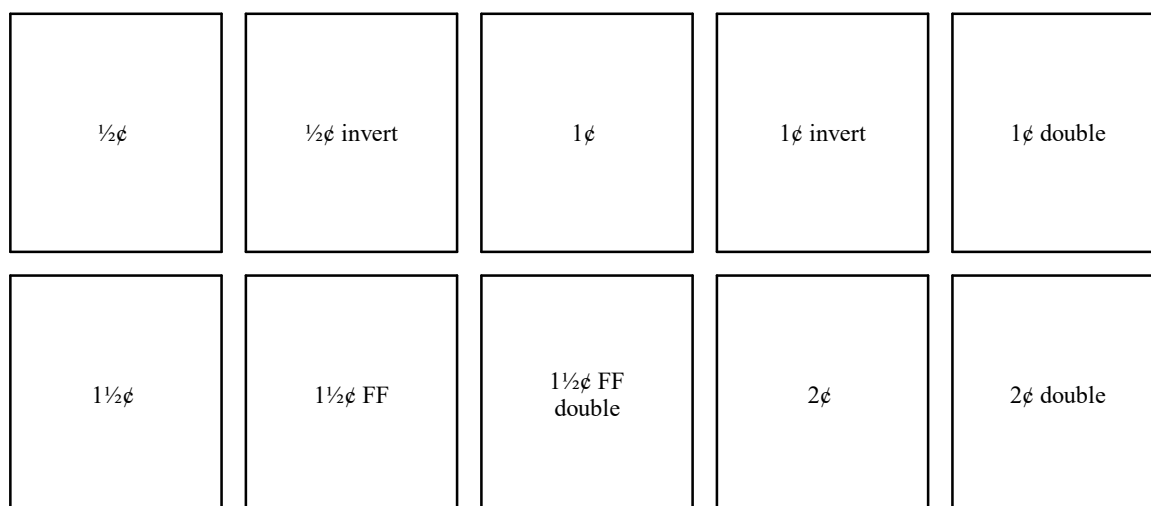 ½¢
½¢ invert
1¢
1¢ invert
1¢ double
1½¢
1½¢ FF
1½¢ FF
double
2¢
2¢ double